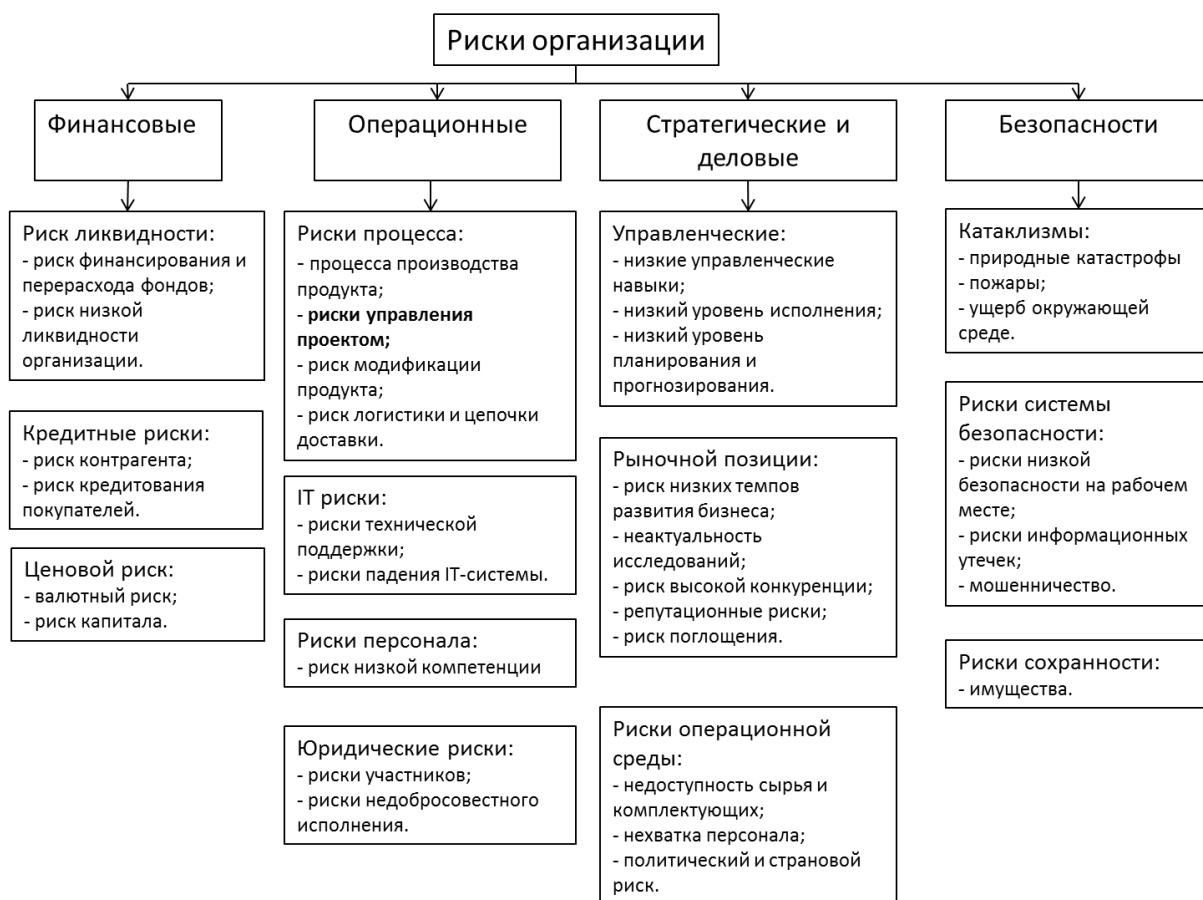 Риски организации
Финансовые
Операционные
Стратегические и
деловые
Безопасности
Риск ликвидности:
- риск финансирования и
перерасхода фондов;
- риск низкой
ликвидности
организации.
Кредитные риски:
- риск контрагента;
- риск кредитования
покупателей.
Ценовой риск:
- валютный риск;
- риск капитала.
Риски процесса:
- процесса производства
продукта;
- риски управления
проектом;
- риск модификации
продукта;
- риск логистики и цепочки
доставки.
IT риски:
- риски технической
поддержки;
- риски падения IT-системы.
Риски персонала:
- риск низкой компетенции
Юридические риски:
- риски участников;
- риски недобросовестного
исполнения.
Управленческие:
- низкие управленческие
навыки;
- низкий уровень исполнения;
- низкий уровень
планирования и
прогнозирования.
Рыночной позиции:
- риск низких темпов
развития бизнеса;
- неактуальность
исследований;
- риск высокой конкуренции;
- репутационные риски;
- риск поглощения.
Риски операционной
среды:
- недоступность сырья и
комплектующих;
- нехватка персонала;
- политический и страновой
риск.
Катаклизмы:
- природные катастрофы
- пожары;
- ущерб окружающей
среде.
Риски системы
безопасности:
- риски низкой
безопасности на рабочем
месте;
- риски информационных
утечек;
- мошенничество.
Риски сохранности:
- имущества.